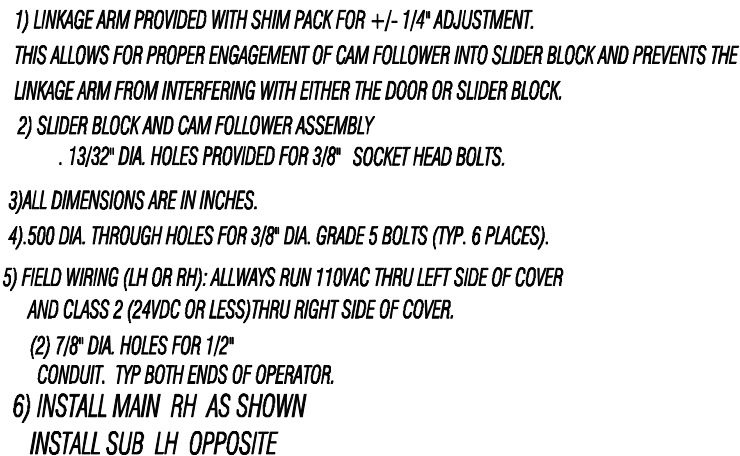 1) LINKAGE ARM PROVIDED WITH SHIM PACK FOR +/- 1/4" ADJUSTMENT.
THIS ALLOWS FOR PROPER ENGAGEMENT OF CAM FOLLOWER INTO SLIDER BLOCK AND PREVENTS THE
LINKAGE ARM FROM INTERFERING WITH EITHER THE DOOR OR SLIDER BLOCK.
2) SLIDER BLOCK AND CAM FOLLOWER ASSEMBLY
. 13/32" DIA. HOLES PROVIDED FOR 3/8" SOCKET HEAD BOLTS.
3)ALL DIMENSIONS ARE IN INCHES.
4).500 DIA. THROUGH HOLES FOR 3/8" DIA. GRADE 5 BOLTS (TYP. 6 PLACES).
5) FIELD WIRING (LH OR RH): ALLWAYS RUN 110VAC THRU LEFT SIDE OF COVER
AND CLASS 2 (24VDC OR LESS)THRU RIGHT SIDE OF COVER.
(2) 7/8" DIA. HOLES FOR 1/2"
CONDUIT. TYP BOTH ENDS OF OPERATOR.
6) INSTALL MAIN RH AS SHOWN
INSTALL SUB LH OPPOSITE